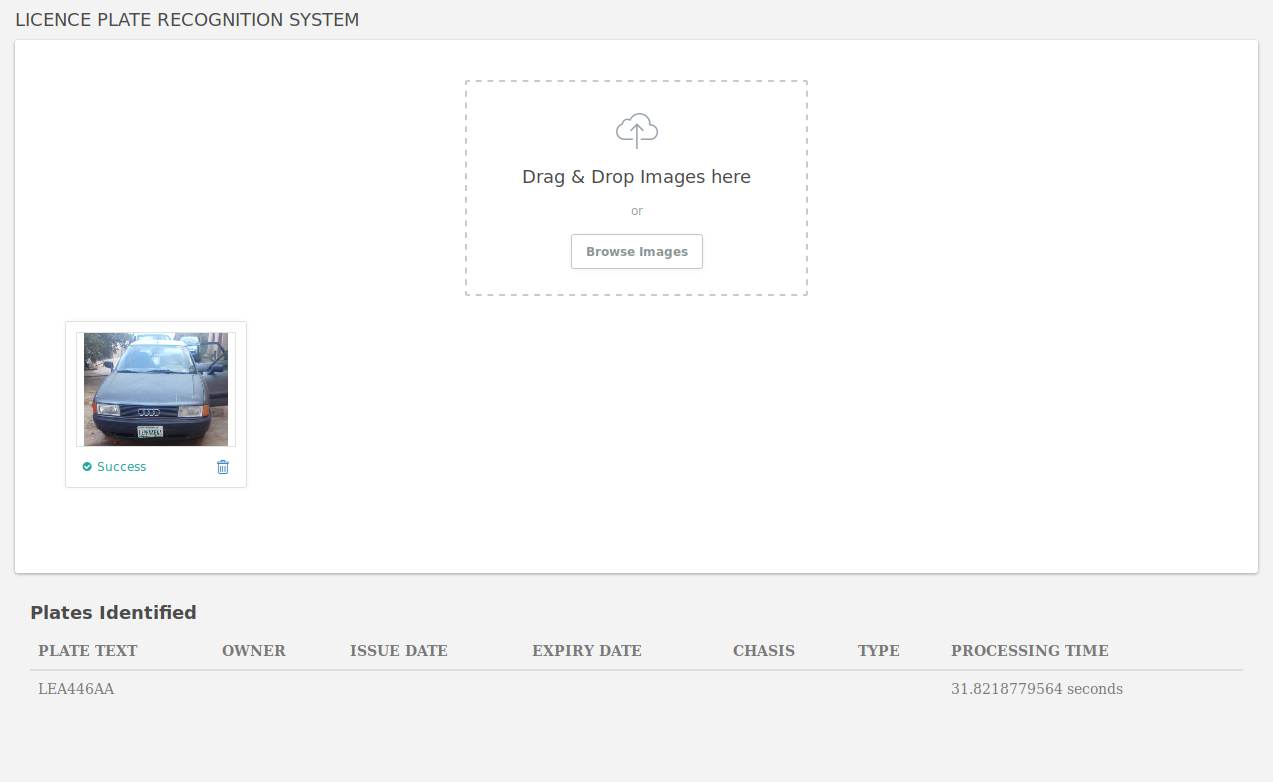 LICENCE PLATE RECOGNITION SYSTEM
Drag & Drop Images here
or
Browse Images
Success
Plates Identified
PLATE TEXT OWNER ISSUE DATE EXPIRY DATE CHASIS TYPE PROCESSING TIME
LEA446AA 31.8218779564 seconds